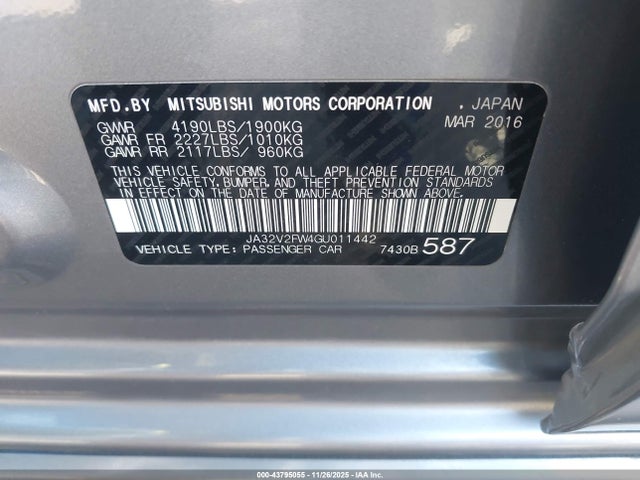 MFD.BY MITSUBISHI MOTORS CORPORATION . JAPAN
MAR 2016
GVWR 4190LBS/1900KG
GAWR FR 2227LBS/1010KG
GAWR RR 2117LBS/ 960KG
THIS VEHICLE CONFORMS TO ALL APPLICABLE FEDERAL MOTOR
VEHICLE SAFETY, BUMPER, AND THEFT PREVENTION STANDARDS
IN EFFECT ON THE DATE OF MANUFACTURE SHOWN ABOVE.
JA32V2FW4GU011442
VEHICLE TYPE: PASSENGER CAR 7430B 587
000-43795055 - 11/26/2025 - IAAI, Inc.